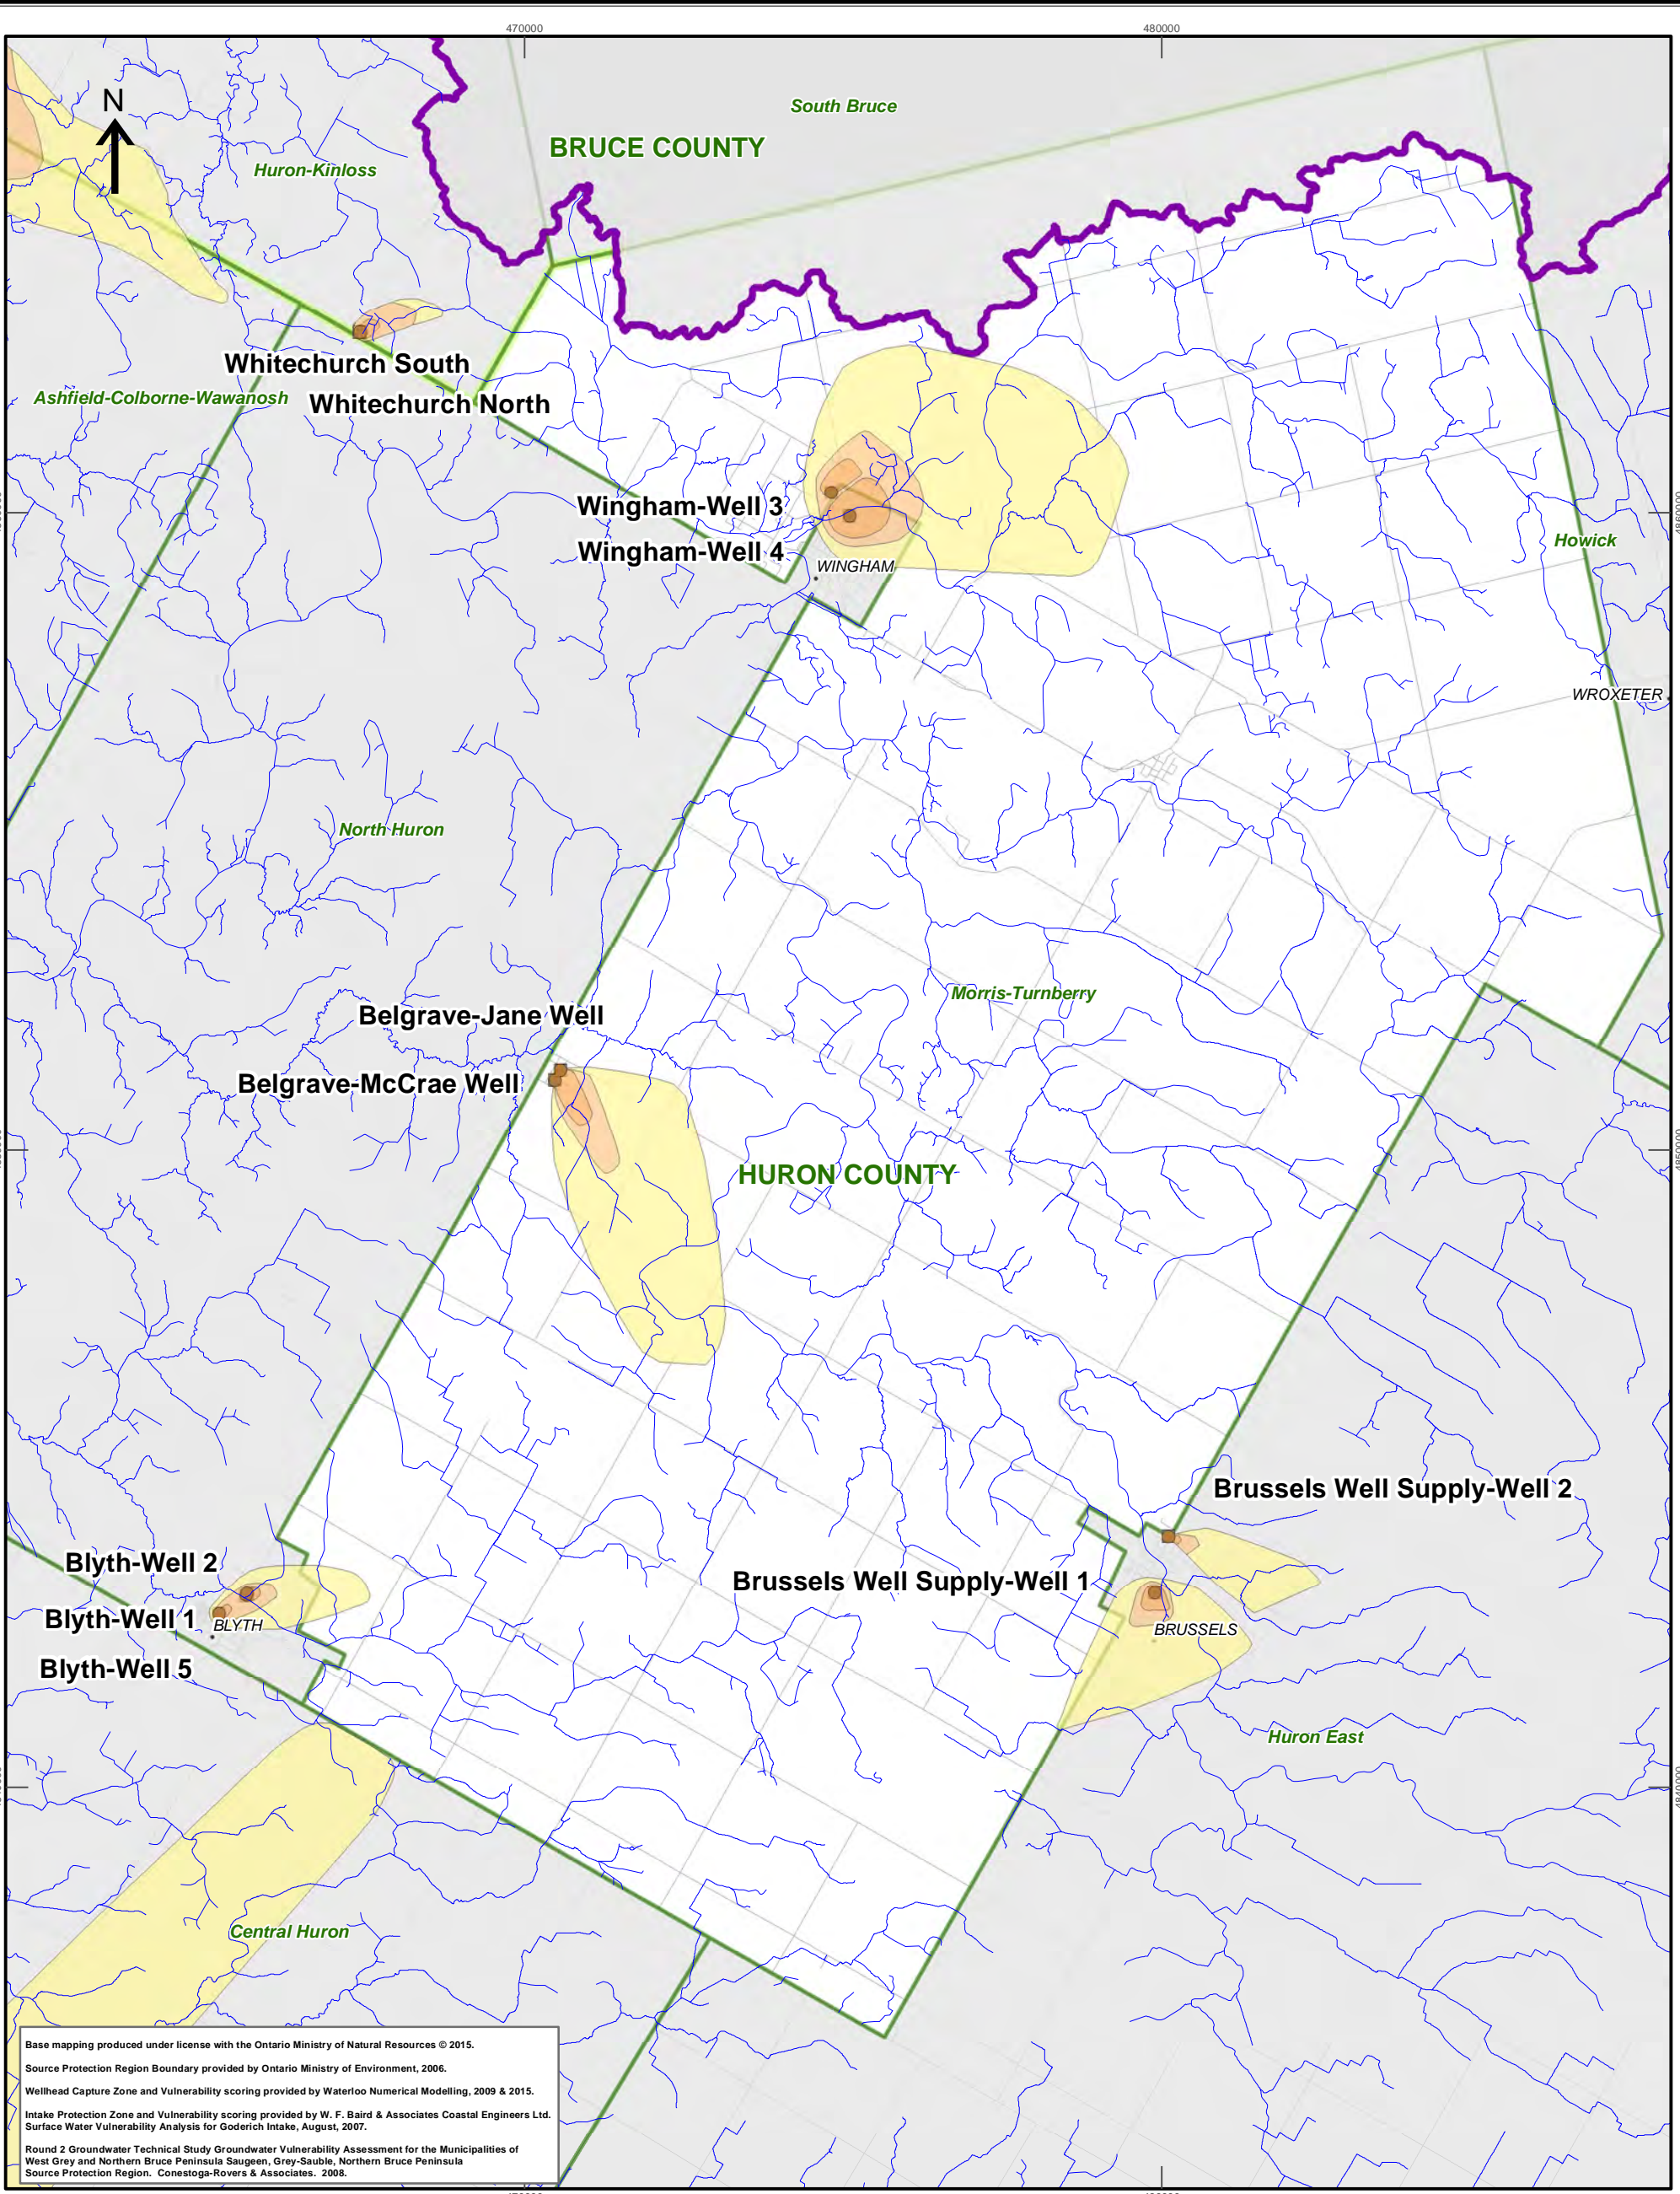 470000
480000
N
South Bruce
BRUCE COUNTY
Huron-Kinloss
Whitechurch South
Ashfield-Colborne-Wawanosh
Whitechurch North
Wingham-Well 3
4860000
Howick
Wingham-Well 4
WINGHAM
WROXETER
North Huron
Morris-Turnberry
Belgrave-Jane Well
Belgrave-McCrae Well
4850000
HURON COUNTY
Brussels Well Supply-Well 2
Blyth-Well 2
Brussels Well Supply-Well 1
Blyth-Well 1
BLYTH
BRUSSELS
Blyth-Well 5
Huron East
4840000
Central Huron
Base mapping produced under license with the Ontario Ministry of Natural Resources © 2015.
Source Protection Region Boundary provided by Ontario Ministry of Environment, 2006.
Wellhead Capture Zone and Vulnerability scoring provided by Waterloo Numerical Modelling, 2009 & 2015.
Intake Protection Zone and Vulnerability scoring provided by W. F. Baird & Associates Coastal Engineers Ltd.
Surface Water Vulnerability Analysis for Goderich Intake, August, 2007.
Round 2 Groundwater Technical Study Groundwater Vulnerability Assessment for the Municipalities of
West Grey and Northern Bruce Peninsula Saugeen, Grey-Sauble, Northern Bruce Peninsula
Source Protection Region. Conestoga-Rovers & Associates. 2008.